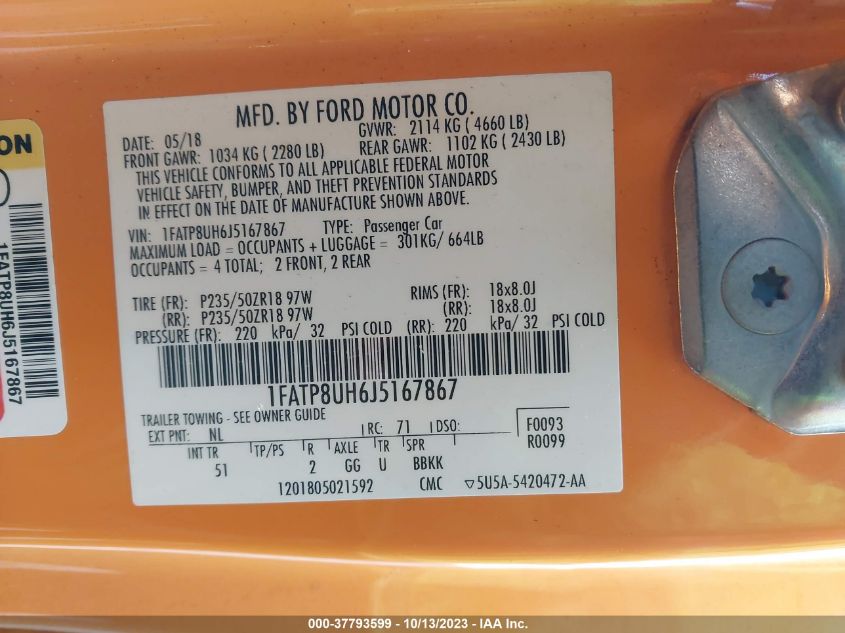 MFD. BY FORD MOTOR CO.
DATE: 05/18 GVWR: 2114 KG ( 4660 LB)
FRONT GAWR: 1034 KG ( 2280 LB) REAR GAWR: 1102 KG ( 2430 LB)
THIS VEHICLE CONFORMS TO ALL APPLICABLE FEDERAL MOTOR
VEHICLE SAFETY, BUMPER, AND THEFT PREVENTION STANDARDS
IN EFFECT ON THE DATE OF MANUFACTURE SHOWN ABOVE.
VIN: 1FATP8UH6J5167867 TYPE: Passenger Car
MAXIMUM LOAD = OCCUPANTS + LUGGAGE = 301KG/ 664LB
OCCUPANTS = 4 TOTAL; 2 FRONT, 2 REAR
TIRE (FR): P235/50ZR18 97W RIMS (FR): 18x8.0J
(RR): P235/50ZR18 97W (RR): 18x8.0J
PRESSURE (FR): 220 kPa/ 32 PSI COLD (RR): 220 kPa/ 32 PSI COLD
1FATP8UH6J5167867
TRAILER TOWING - SEE OWNER GUIDE
EXT PNT: NL RC: 71 DSO: F0093
R0099
INT TR TP/PS R AXLE TR SPR
51 2 GG U BBKK
1201805021592 CMC ▽5U5A-5420472-AA
ON
1FATP8UH6J5167867
000-37793599 - 10/13/2023 - IAA Inc.